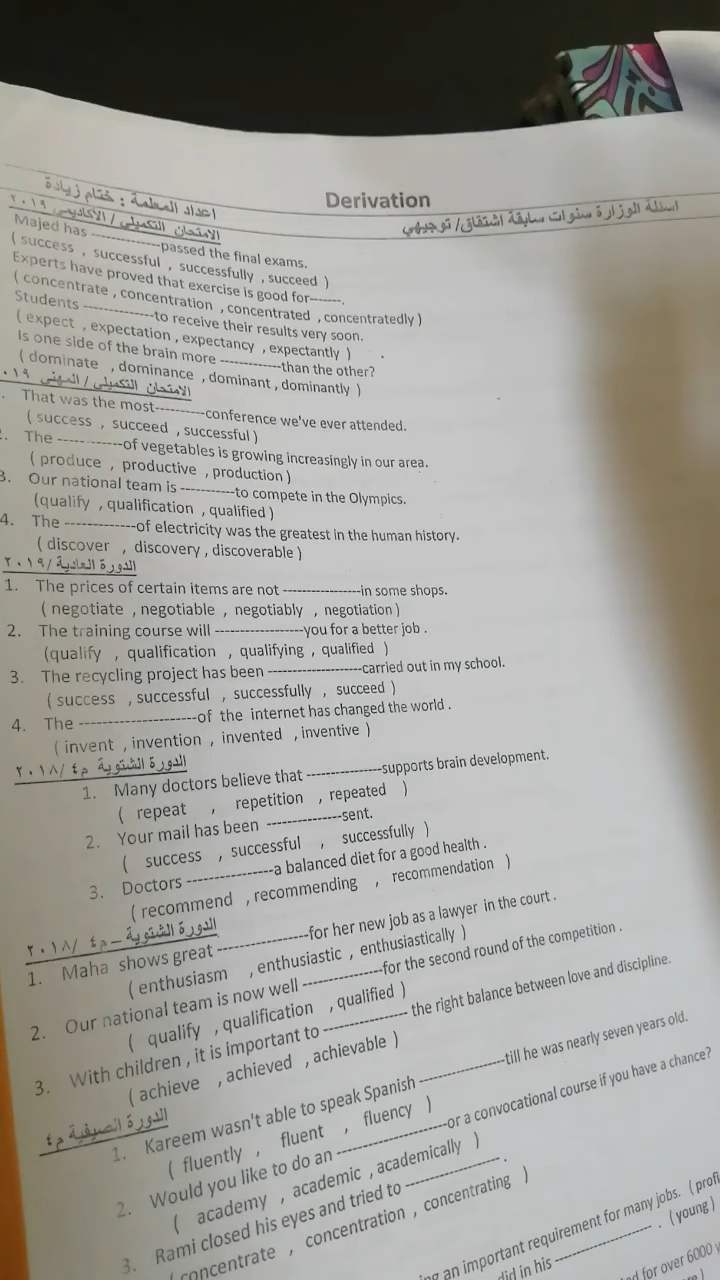 Derivation
اعداد المعلمة : ختام زيادة
اسئلة الوزارة سنوات سابقة اشتقاق/ توجيهي
الامتحان التكميلي / الأكاديمي ٢٠١٩
Majed has -------------passed the final exams.
( success , successful , successfully , succeed )
Experts have proved that exercise is good for-------.
( concentrate , concentration , concentrated , concentratedly )
Students -------------to receive their results very soon.
( expect , expectation , expectancy , expectantly )
Is one side of the brain more ------------than the other?
( dominate , dominance , dominant , dominantly )
الامتحان التكميلي / المهني ٠١٩
That was the most----------conference we've ever attended.
( success , succeed , successful )
The ------------of vegetables is growing increasingly in our area.
( produce , productive , production )
3. Our national team is -----------to compete in the Olympics.
(qualify , qualification , qualified )
4. The -------------of electricity was the greatest in the human history.
( discover , discovery , discoverable )
الدورة العادية /٢٠١٩
1. The prices of certain items are not -----------------in some shops.
( negotiate , negotiable , negotiably , negotiation )
2. The training course will -------------------you for a better job .
(qualify , qualification , qualifying , qualified )
3. The recycling project has been --------------------carried out in my school.
( success , successful , successfully , succeed )
4. The -----------------------of the internet has changed the world .
( invent , invention , invented , inventive )
الدورة الشتوية م٤ /٢٠١٨
1. Many doctors believe that ----------------supports brain development.
( repeat , repetition , repeated )
2. Your mail has been ----------------sent.
( success , successful , successfully )
3. Doctors ------------------a balanced diet for a good health .
( recommend , recommending , recommendation )
الدورة الشتوية – م٤ /٢٠١٨
1. Maha shows great -------------------for her new job as a lawyer in the court .
( enthusiasm , enthusiastic , enthusiastically )
2. Our national team is now well -----------------for the second round of the competition .
( qualify , qualification , qualified )
3. With children , it is important to ------------------ the right balance between love and discipline.
( achieve , achieved , achievable )
الدورة الصيفية م٤
1. Kareem wasn't able to speak Spanish ------------------till he was nearly seven years old.
( fluently , fluent , fluency )
2. Would you like to do an -----------------------or a convocational course if you have a chance?
( academy , academic , academically )
3. Rami closed his eyes and tried to --------------------- .
( concentrate , concentration , concentrating )
an important requirement for many jobs.
did in his -------------------- . ( young )
for over 6000